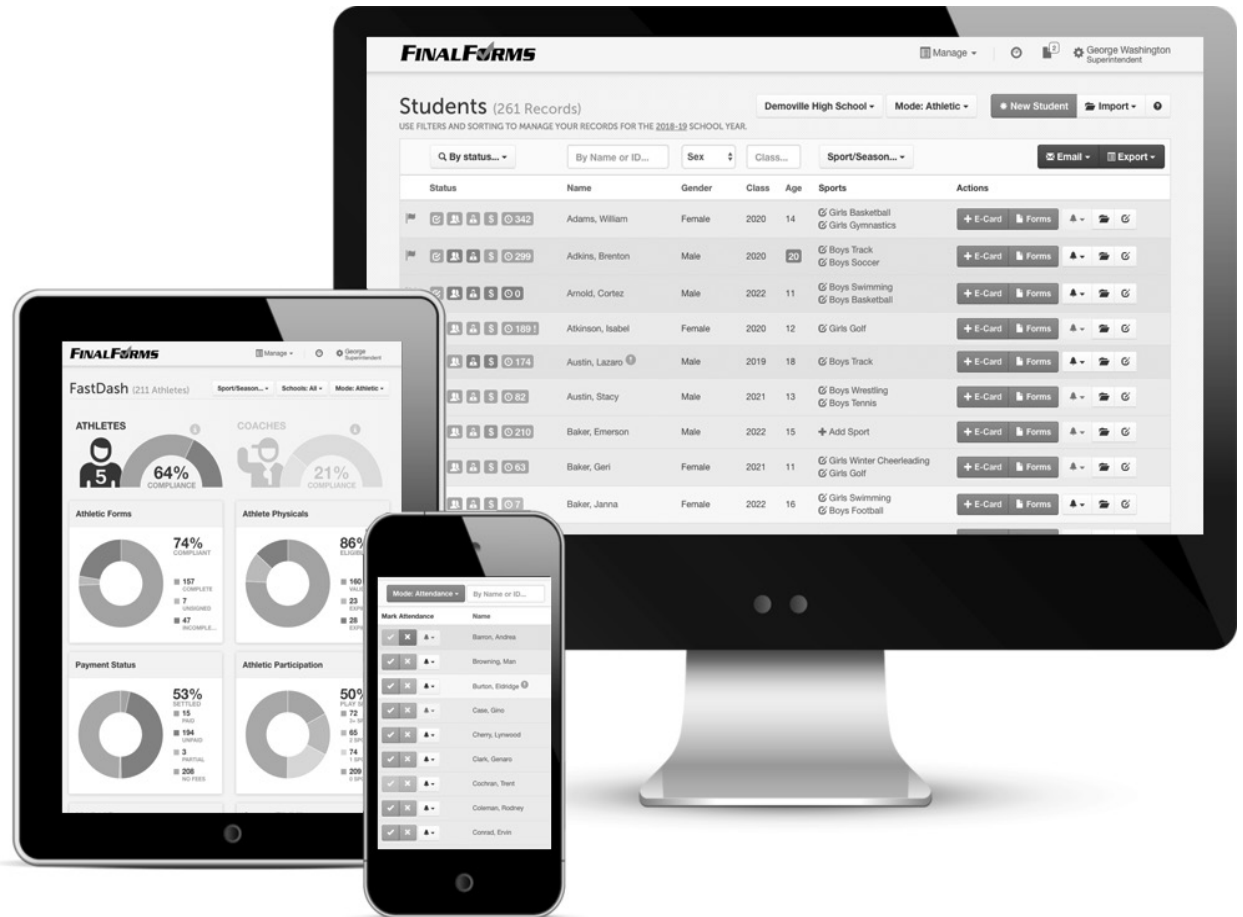 FINALFORMS
Manage
2
George Washington
Superintendent
Students (261 Records)
Demoville High School
Mode: Athletic
New Student
Import
USE FILTERS AND SORTING TO MANAGE YOUR RECORDS FOR THE 2018-19 SCHOOL YEAR.
By status...
By Name or ID...
Sex
Class...
Sport/Season...
Email
Export
Status Name Gender Class Age Sports Actions
$ 342 Adams, William Female 2020 14 Girls Basketball + E-Card Forms
Girls Gymnastics
$ 299 Adkins, Brenton Male 2020 20 Boys Track + E-Card Forms
Boys Soccer
$ 0 Arnold, Cortez Male 2022 11 Boys Swimming + E-Card Forms
Boys Basketball
$ 189 ! Atkinson, Isabel Female 2020 12 Girls Golf + E-Card Forms
$ 174 Austin, Lazaro Male 2019 18 Boys Track + E-Card Forms
$ 82 Austin, Stacy Male 2021 13 Boys Wrestling + E-Card Forms
Boys Tennis
$ 210 Baker, Emerson Male 2022 15 + Add Sport + E-Card Forms
$ 63 Baker, Geri Female 2021 11 Girls Winter Cheerleading + E-Card Forms
Girls Golf
$ 7 Baker, Janna Female 2022 16 Girls Swimming + E-Card Forms
Boys Football
FINALFORMS
Manage
George
Superintendent
FastDash (211 Athletes)
Sport/Season...
Schools: All
Mode: Athletic
ATHLETES
5
64%
COMPLIANCE
COACHES
21%
COMPLIANCE
Athletic Forms
74%
COMPLIANT
157
COMPLETE
7
UNSIGNED
47
INCOMPLE...
Athlete Physicals
86%
160
23
28
Payment Status
53%
SETTLED
15
PAID
194
UNPAID
3
PARTIAL
208
NO FEES
Athletic Participation
50%
72
65
74
209
Mode: Attendance
By Name or ID...
Mark Attendance Name
Barron, Andrea
Browning, Man
Burton, Eldridge
Case, Gino
Cherry, Lynwood
Clark, Genaro
Cochran, Trent
Coleman, Rodney
Conrad, Ervin